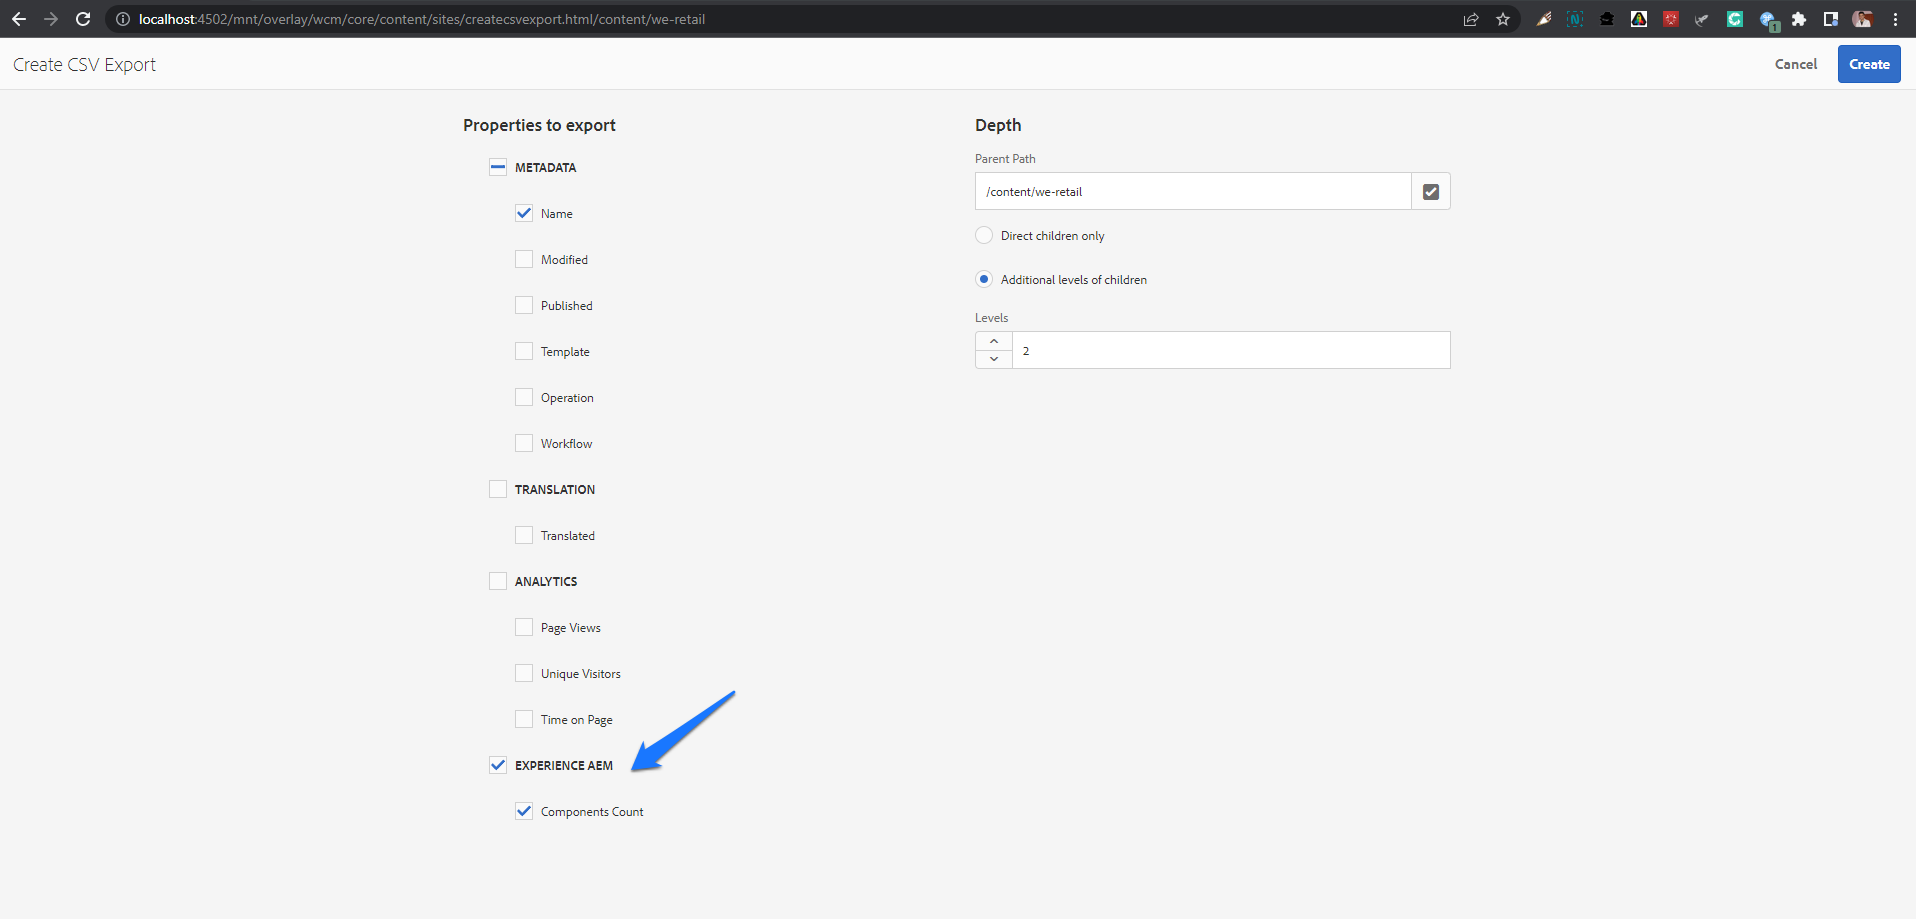 localhost:4502/mnt/overlay/wcm/core/content/sites/createcsvexport.html/content/we-retail
1
Create CSV Export
Cancel
Create
Properties to export
METADATA
Name
Modified
Published
Template
Operation
Workflow
TRANSLATION
Translated
ANALYTICS
Page Views
Unique Visitors
Time on Page
EXPERIENCE AEM
Components Count
Depth
Parent Path
/content/we-retail
Direct children only
Additional levels of children
Levels
2